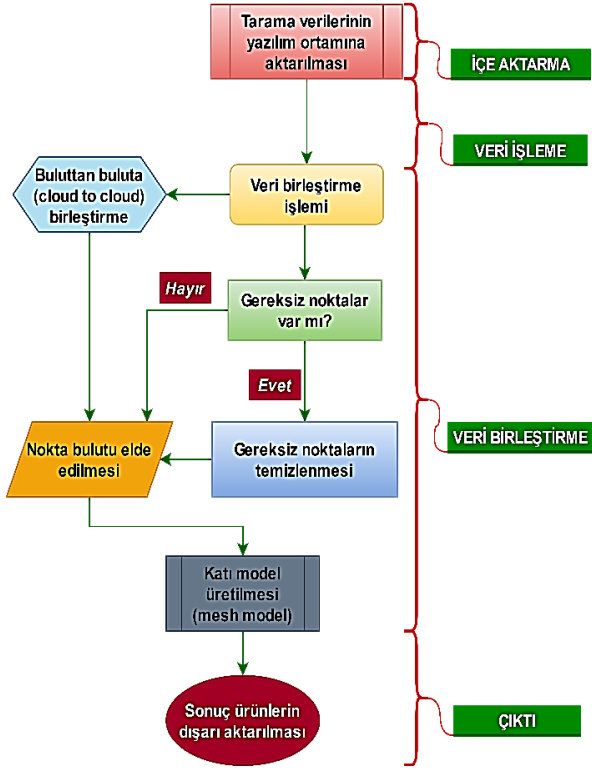 Tarama verilerinin
yazılım ortamına
aktarılması
İÇE AKTARMA
VERİ İŞLEME
Buluttan buluta
(cloud to cloud)
birleştirme
Veri birleştirme
işlemi
Hayır
Gereksiz noktalar
var mı?
Evet
Nokta bulutu elde
edilmesi
Gereksiz noktaların
temizlenmesi
VERİ BİRLEŞTİRME
Katı model
üretilmesi
(mesh model)
Sonuç ürünlerin
dışarı aktarılması
ÇIKTI